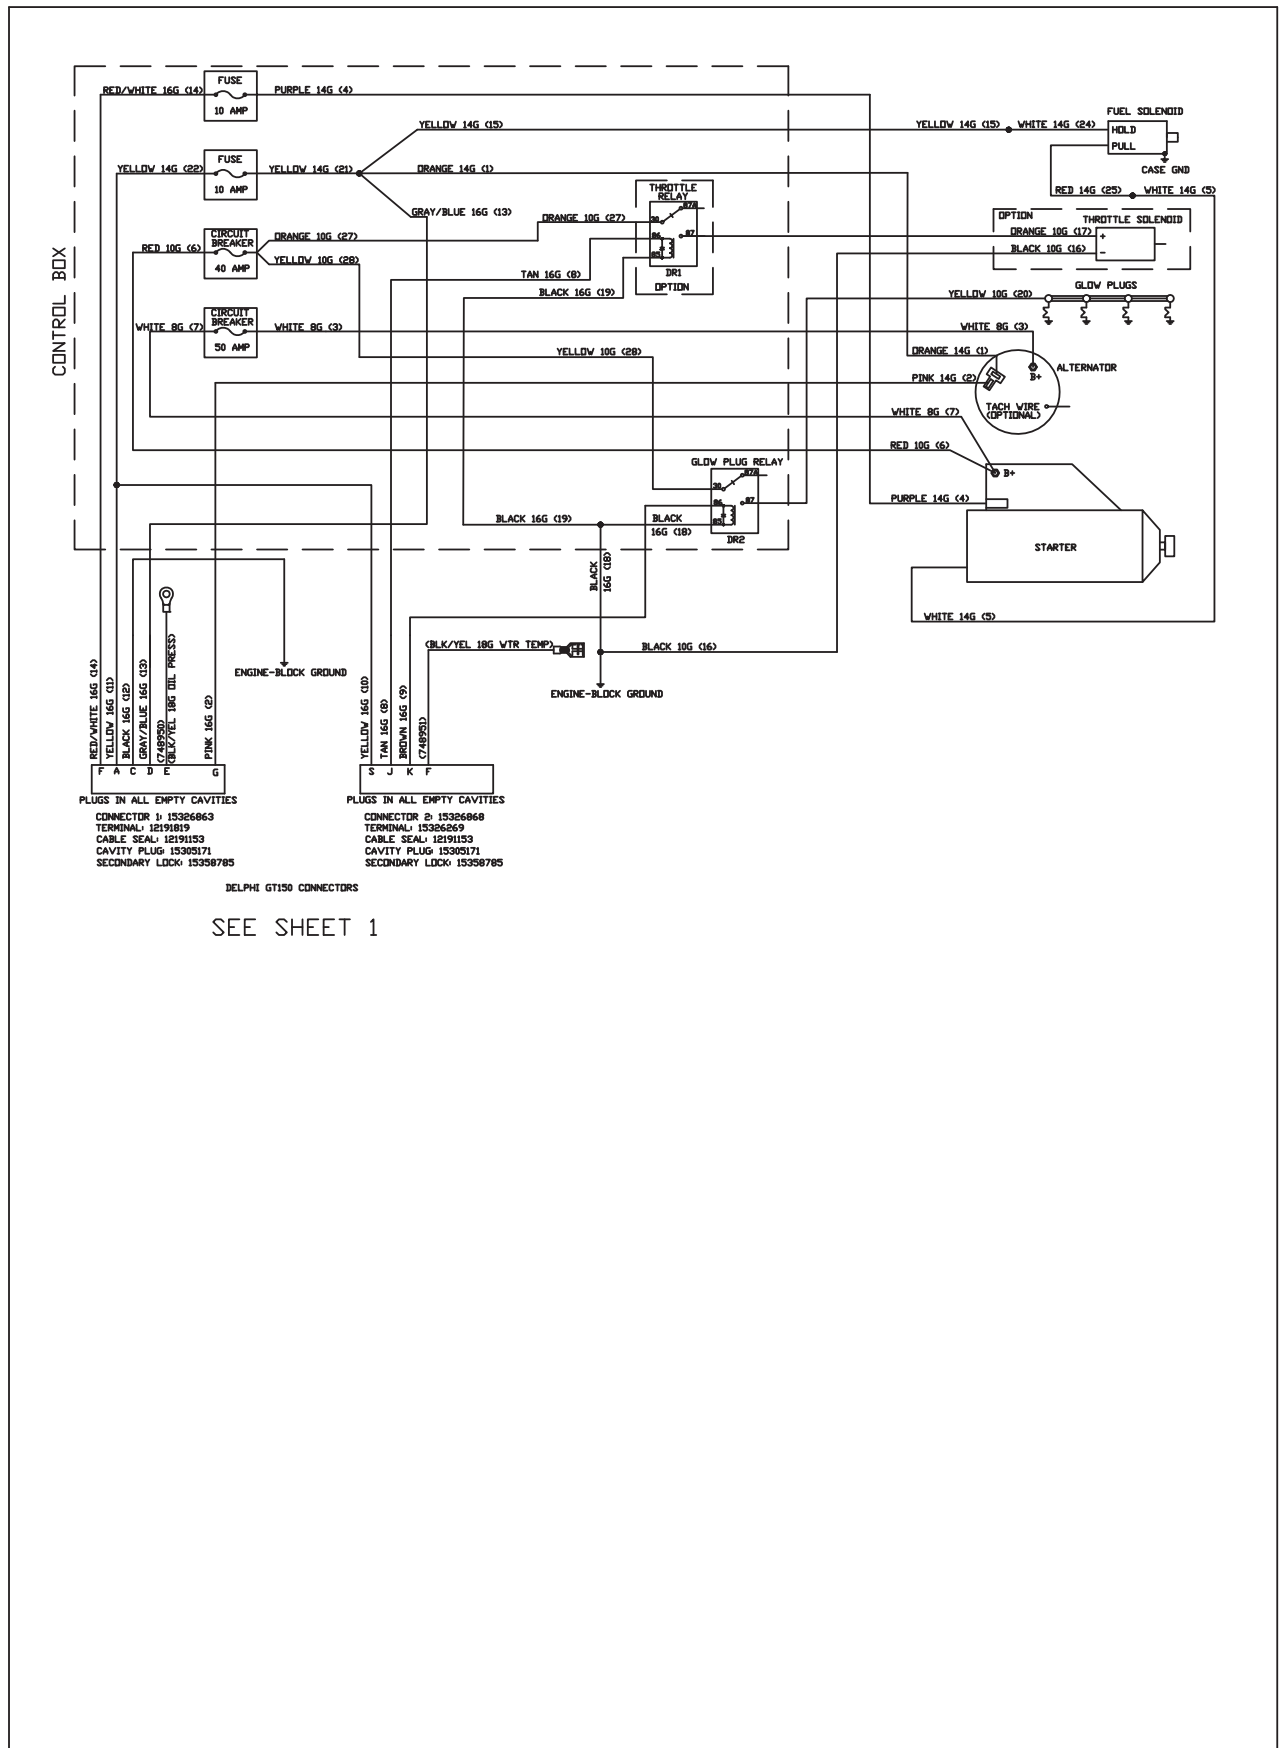 FUSE
RED/WHITE 16G (14)
PURPLE 14G (4)
10 AMP
FUEL SOLENOID
YELLOW 14G (15)
YELLOW 14G (15)
WHITE 14G (24)
HOLD
PULL
CASE GND
FUSE
YELLOW 14G (22)
YELLOW 14G (21)
ORANGE 14G (1)
10 AMP
THROTTLE
RELAY
87A
RED 14G (25)
WHITE 14G (5)
GRAY/BLUE 16G (13)
ORANGE 10G (27)
30
OPTION
THROTTLE SOLENOID
CIRCUIT
BREAKER
RED 10G (6)
ORANGE 10G (27)
86
87
ORANGE 10G (17)
+
BLACK 10G (16)
-
YELLOW 10G (28)
85
40 AMP
TAN 16G (8)
DR1
OPTION
BLACK 16G (19)
GLOW PLUGS
YELLOW 10G (20)
CONTROL BOX
CIRCUIT
BREAKER
WHITE 8G (7)
WHITE 8G (3)
WHITE 8G (3)
50 AMP
YELLOW 10G (28)
ORANGE 14G (1)
ALTERNATOR
B+
PINK 14G (2)
TACH WIRE
(OPTIONAL)
WHITE 8G (7)
RED 10G (6)
GLOW PLUG RELAY
87A
B+
30
PURPLE 14G (4)
86
87
BLACK 16G (19)
BLACK
16G (18)
85
DR2
STARTER
BLACK
16G (18)
WHITE 14G (5)
(BLK/YEL 18G WTR TEMP)
BLACK 10G (16)
ENGINE-BLOCK GROUND
ENGINE-BLOCK GROUND
RED/WHITE 16G (14)
YELLOW 16G (11)
BLACK 16G (12)
GRAY/BLUE 16G (13)
(748950)
(BLK/YEL 18G OIL PRESS)
PINK 16G (2)
YELLOW 16G (10)
TAN 16G (8)
BROWN 16G (9)
(748951)
F A C D E G
S J K F
PLUGS IN ALL EMPTY CAVITIES
CONNECTOR 1: 15326863
TERMINAL: 12191819
CABLE SEAL: 12191153
CAVITY PLUG: 15305171
SECONDARY LOCK: 15358785
PLUGS IN ALL EMPTY CAVITIES
CONNECTOR 2: 15326868
TERMINAL: 15326269
CABLE SEAL: 12191153
CAVITY PLUG: 15305171
SECONDARY LOCK: 15358785
DELPHI GT150 CONNECTORS
SEE SHEET 1